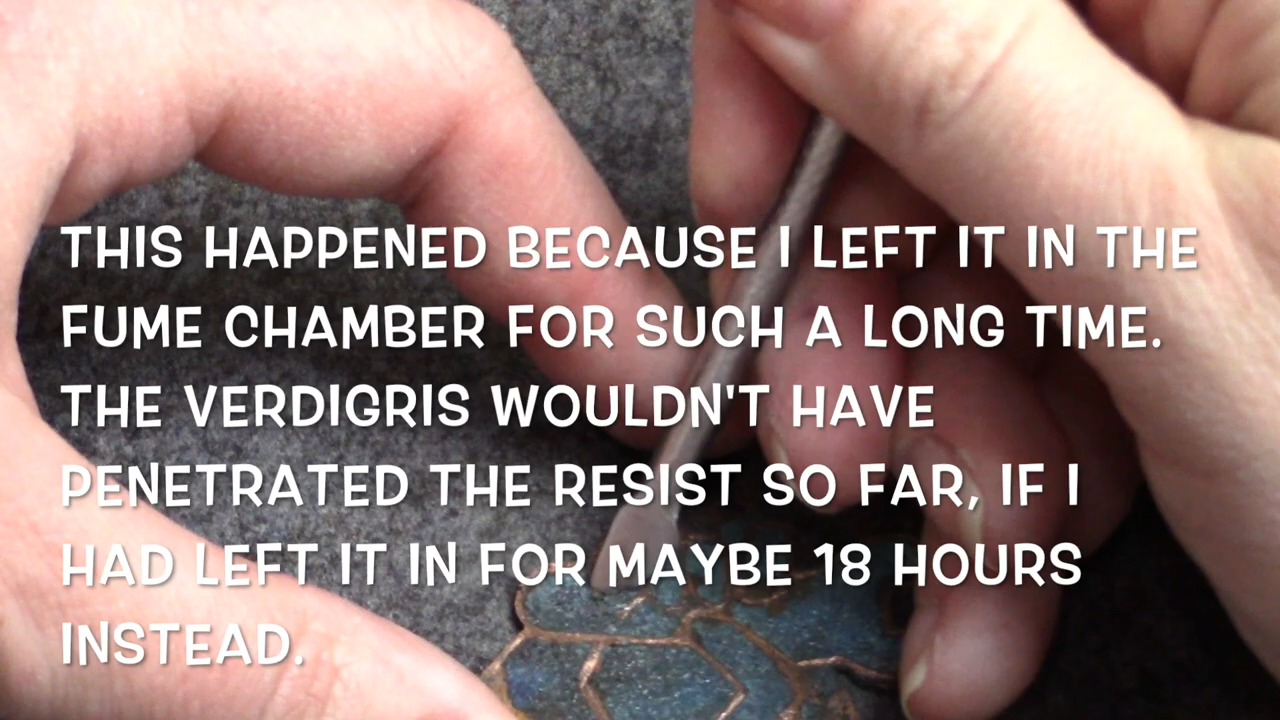 THIS HAPPENED BECAUSE I LEFT IT IN THE
FUME CHAMBER FOR SUCH A LONG TIME.
THE VERDIGRIS WOULDN'T HAVE
PENETRATED THE RESIST SO FAR, IF I
HAD LEFT IT IN FOR MAYBE 18 HOURS
INSTEAD.